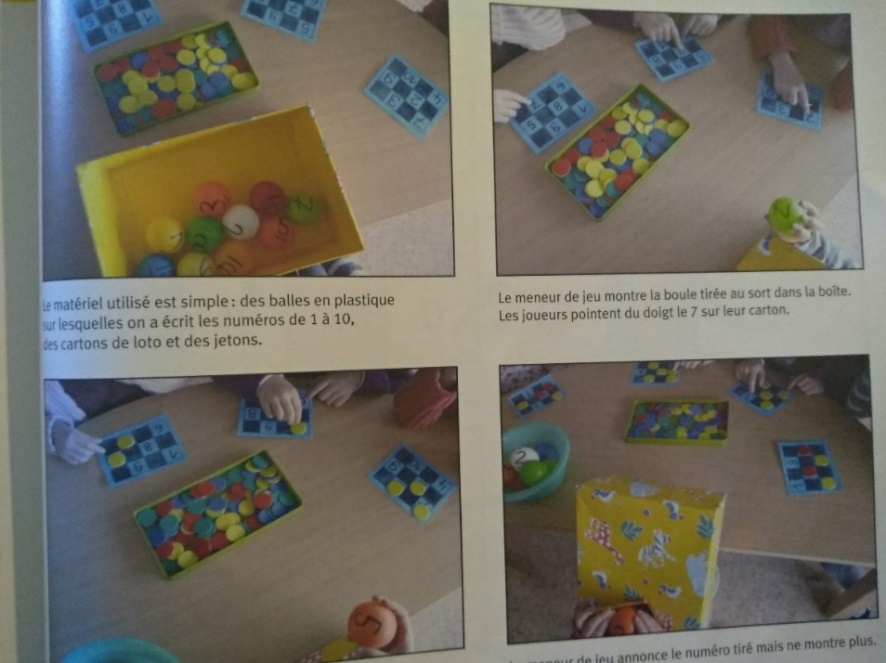 Le matériel utilisé est simple : des balles en plastique
sur lesquelles on a écrit les numéros de 1 à 10,
des cartons de loto et des jetons.
Le meneur de jeu montre la boule tirée au sort dans la boîte.
Les joueurs pointent du doigt le 7 sur leur carton.
meneur de jeu annonce le numéro tiré mais ne montre plus.
7
5
2